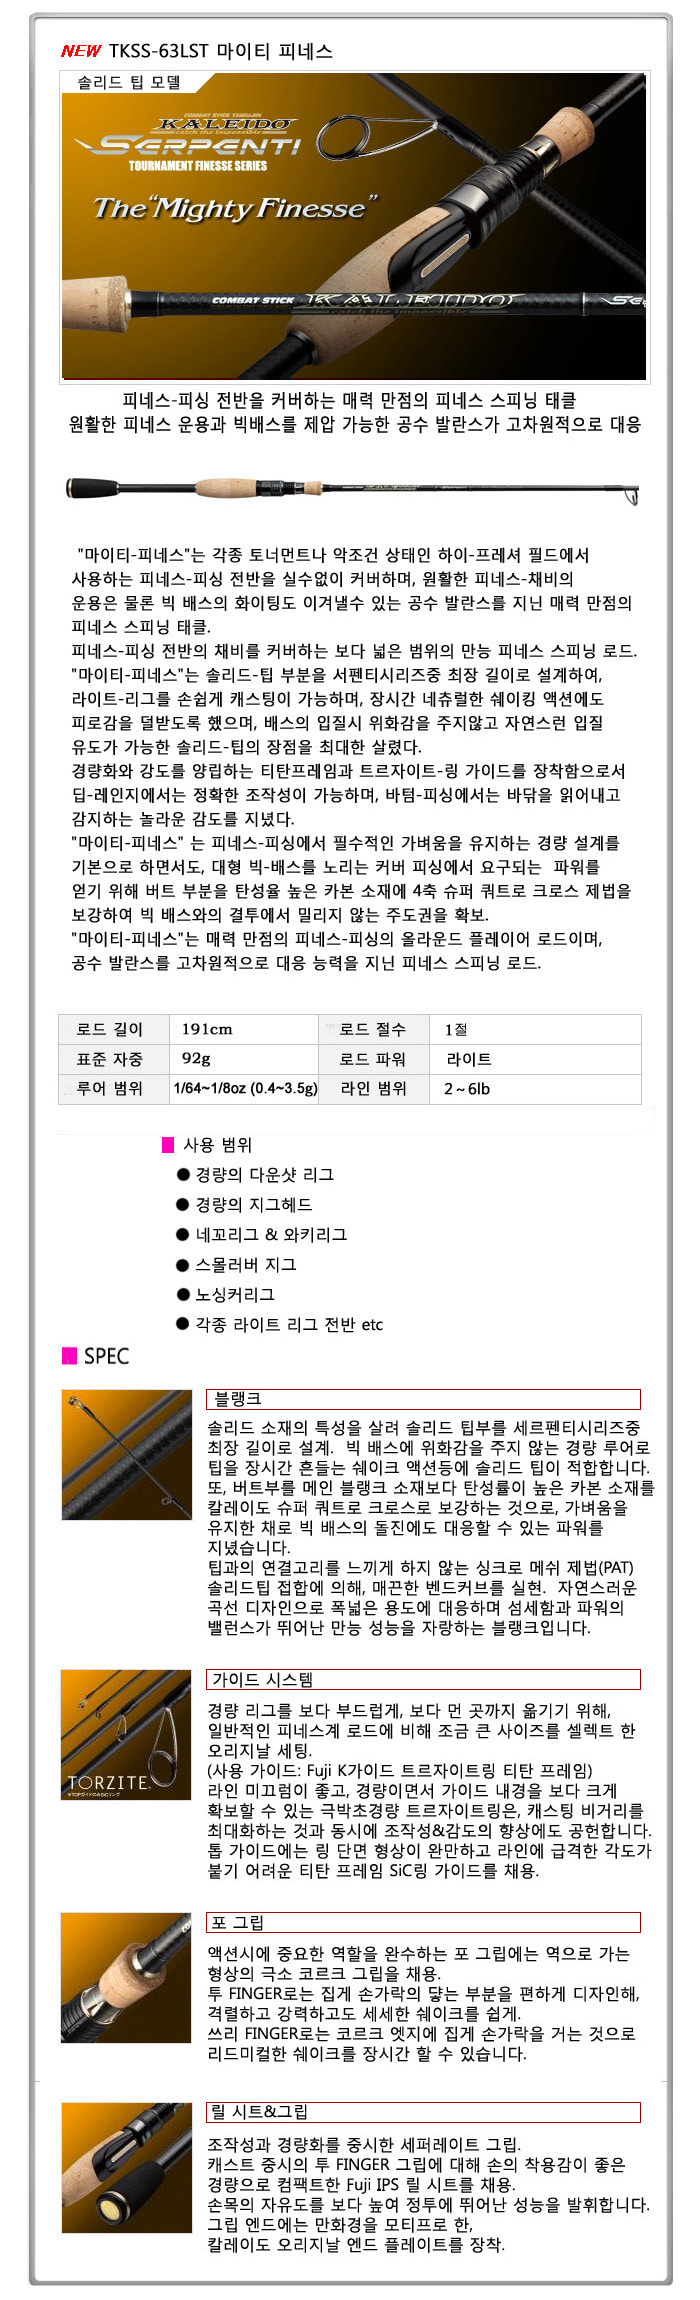 NEW TKSS-63LST 마이티 피네스
솔리드 팁 모델
COMBAT STICK TERRAJIN
KALEIDO
catch the impossible
SERPENTI
TOURNAMENT FINESSE SERIES
The "Mighty Finesse"
COMBAT STICK KALEIDO
catch the impossible
피네스-피싱 전반을 커버하는 매력 만점의 피네스 스피닝 태클
원활한 피네스 운용과 빅배스를 제압 가능한 공수 발란스가 고차원적으로 대응
"마이티-피네스"는 각종 토너먼트나 악조건 상태인 하이-프레셔 필드에서
사용하는 피네스-피싱 전반을 실수없이 커버하며, 원활한 피네스-채비의
운용은 물론 빅 배스의 화이팅도 이겨낼수 있는 공수 발란스를 지닌 매력 만점의
피네스 스피닝 태클.
피네스-피싱 전반의 채비를 커버하는 보다 넓은 범위의 만능 피네스 스피닝 로드.
"마이티-피네스"는 솔리드-팁 부분을 서펜티시리즈중 최장 길이로 설계하여,
라이트-리그를 손쉽게 캐스팅이 가능하며, 장시간 네츄럴한 쉐이킹 액션에도
피로감을 덜받도록 했으며, 배스의 입질시 위화감을 주지않고 자연스런 입질
유도가 가능한 솔리드-팁의 장점을 최대한 살렸다.
경량화와 강도를 양립하는 티탄프레임과 트르자이트-링 가이드를 장착함으로서
딥-레인지에서는 정확한 조작성이 가능하며, 바텀-피싱에서는 바닦을 읽어내고
감지하는 놀라운 감도를 지녔다.
"마이티-피네스" 는 피네스-피싱에서 필수적인 가벼움을 유지하는 경량 설계를
기본으로 하면서도, 대형 빅-배스를 노리는 커버 피싱에서 요구되는 파워를
얻기 위해 버트 부분을 탄성율 높은 카본 소재에 4축 슈퍼 쿼트로 크로스 제법을
보강하여 빅 배스와의 결투에서 밀리지 않는 주도권을 확보.
"마이티-피네스"는 매력 만점의 피네스-피싱의 올라운드 플레이어 로드이며,
공수 발란스를 고차원적으로 대응 능력을 지닌 피네스 스피닝 로드.
로드 길이 191cm 로드 절수 1절
표준 자중 92g 로드 파워 라이트
루어 범위 1/64~1/8oz (0.4~3.5g) 라인 범위 2~6lb
사용 범위
● 경량의 다운샷 리그
● 경량의 지그헤드
● 네꼬리그 & 와키리그
● 스몰러버 지그
● 노싱커리그
● 각종 라이트 리그 전반 etc
SPEC
블랭크
솔리드 소재의 특성을 살려 솔리드 팁부를 세르펜티시리즈중
최장 길이로 설계. 빅 배스에 위화감을 주지 않는 경량 루어로
팁을 장시간 흔들는 쉐이크 액션등에 솔리드 팁이 적합합니다.
또, 버트부를 메인 블랭크 소재보다 탄성률이 높은 카본 소재를
칼레이도 슈퍼 쿼트로 크로스로 보강하는 것으로, 가벼움을
유지한 채로 빅 배스의 돌진에도 대응할 수 있는 파워를
지녔습니다.
팁과의 연결고리를 느끼게 하지 않는 싱크로 메쉬 제법(PAT)
솔리드팁 접합에 의해, 매끈한 벤드커브를 실현. 자연스러운
곡선 디자인으로 폭넓은 용도에 대응하며 섬세함과 파워의
밸런스가 뛰어난 만능 성능을 자랑하는 블랭크입니다.
가이드 시스템
TORZITE
※TOPガイドのみSiCリング
경량 리그를 보다 부드럽게, 보다 먼 곳까지 옮기기 위해,
일반적인 피네스계 로드에 비해 조금 큰 사이즈를 셀렉트 한
오리지날 세팅.
(사용 가이드: Fuji K가이드 트르자이트링 티탄 프레임)
라인 미끄럼이 좋고, 경량이면서 가이드 내경을 보다 크게
확보할 수 있는 극박초경량 트르자이트링은, 캐스팅 비거리를
최대화하는 것과 동시에 조작성&감도의 향상에도 공헌합니다.
톱 가이드에는 링 단면 형상이 완만하고 라인에 급격한 각도가
붙기 어려운 티탄 프레임 SiC링 가이드를 채용.
포 그립
액션시에 중요한 역할을 완수하는 포 그립에는 역으로 가는
형상의 극소 코르크 그립을 채용.
투 FINGER로는 집게 손가락의 닿는 부분을 편하게 디자인해,
격렬하고 강력하고도 세세한 쉐이크를 쉽게.
쓰리 FINGER로는 코르크 엣지에 집게 손가락을 거는 것으로
리드미컬한 쉐이크를 장시간 할 수 있습니다.
릴 시트&그립
조작성과 경량화를 중시한 세퍼레이트 그립.
캐스트 중시의 투 FINGER 그립에 대해 손의 착용감이 좋은
경량으로 컴팩트한 Fuji IPS 릴 시트를 채용.
손목의 자유도를 보다 높여 정투에 뛰어난 성능을 발휘합니다.
그립 엔드에는 만화경을 모티프로 한,
칼레이도 오리지날 엔드 플레이트를 장착.